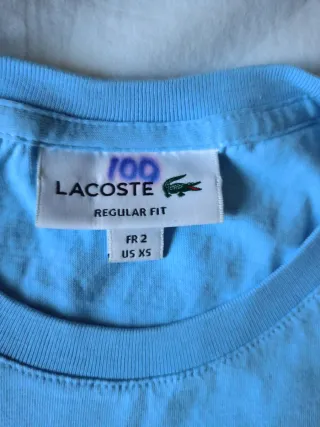 100
LACOSTE
REGULAR FIT
FR 2
US XS